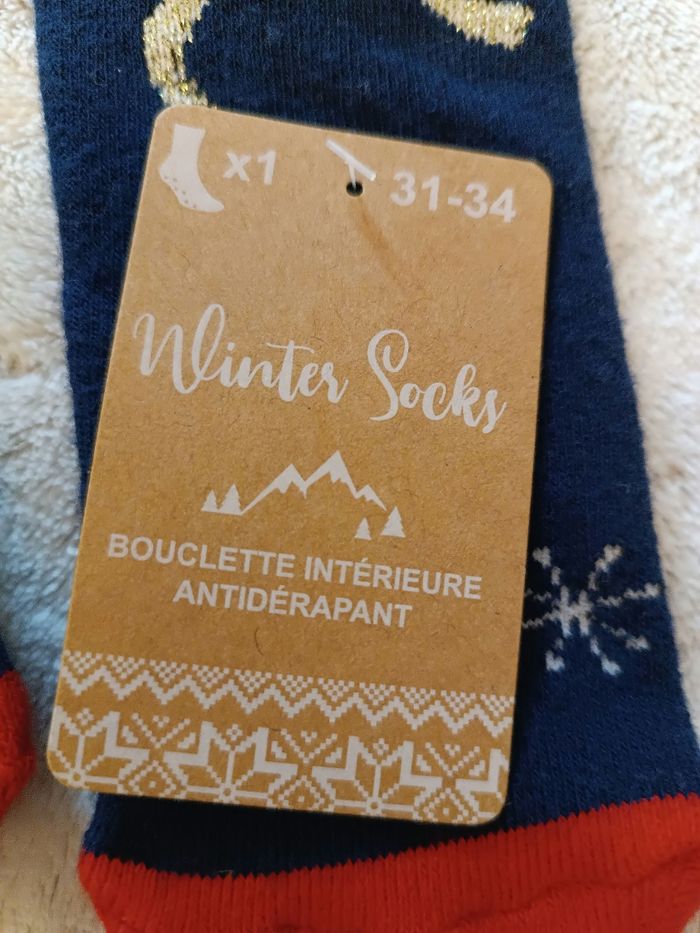 x1 31-34
Winter Socks
BOUCLETTE INTÉRIEURE
ANTIDÉRAPANT